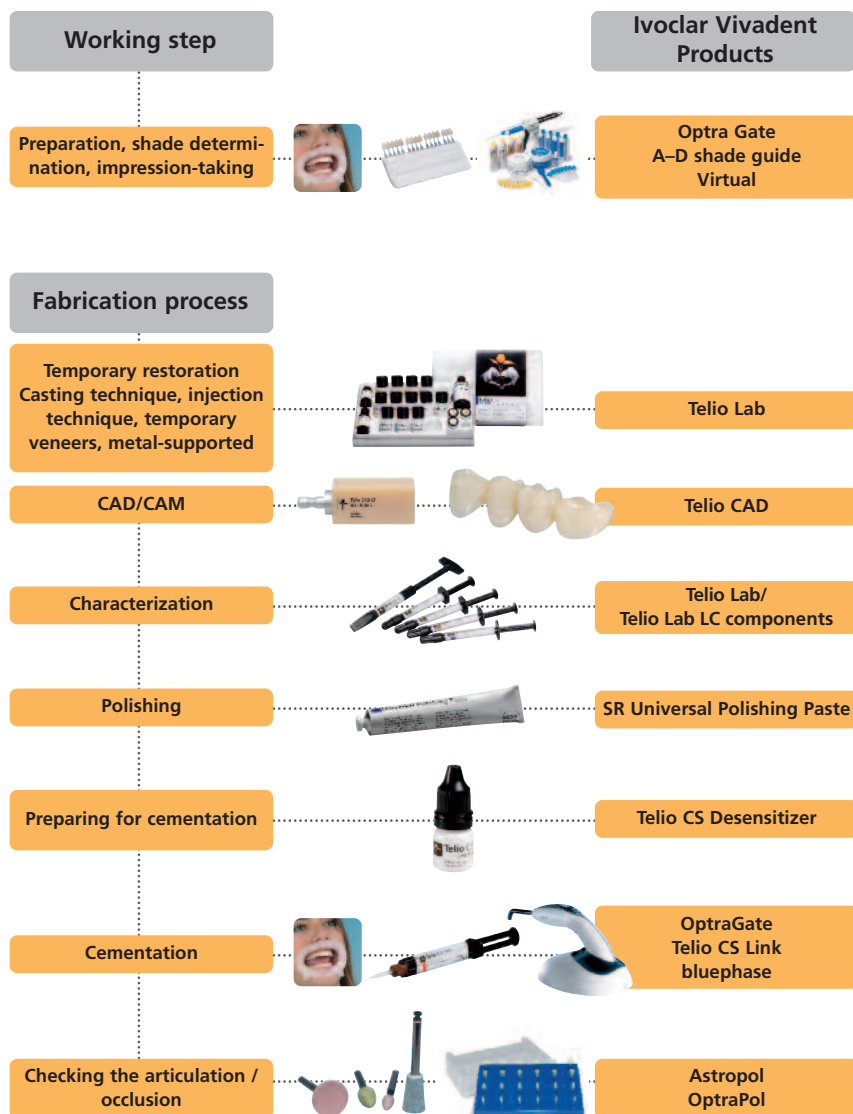 Working step
Ivoclar Vivadent
Products
Preparation, shade determi-
nation, impression-taking
Optra Gate
A–D shade guide
Virtual
Fabrication process
Temporary restoration
Casting technique, injection
technique, temporary
veneers, metal-supported
Telio Lab
CAD/CAM
Telio CAD
Characterization
Telio Lab/
Telio Lab LC components
Polishing
SR Universal Polishing Paste
Preparing for cementation
Telio CS
Telio CS Desensitizer
Cementation
OptraGate
Telio CS Link
bluephase
Checking the articulation /
occlusion
Astropol
OptraPol